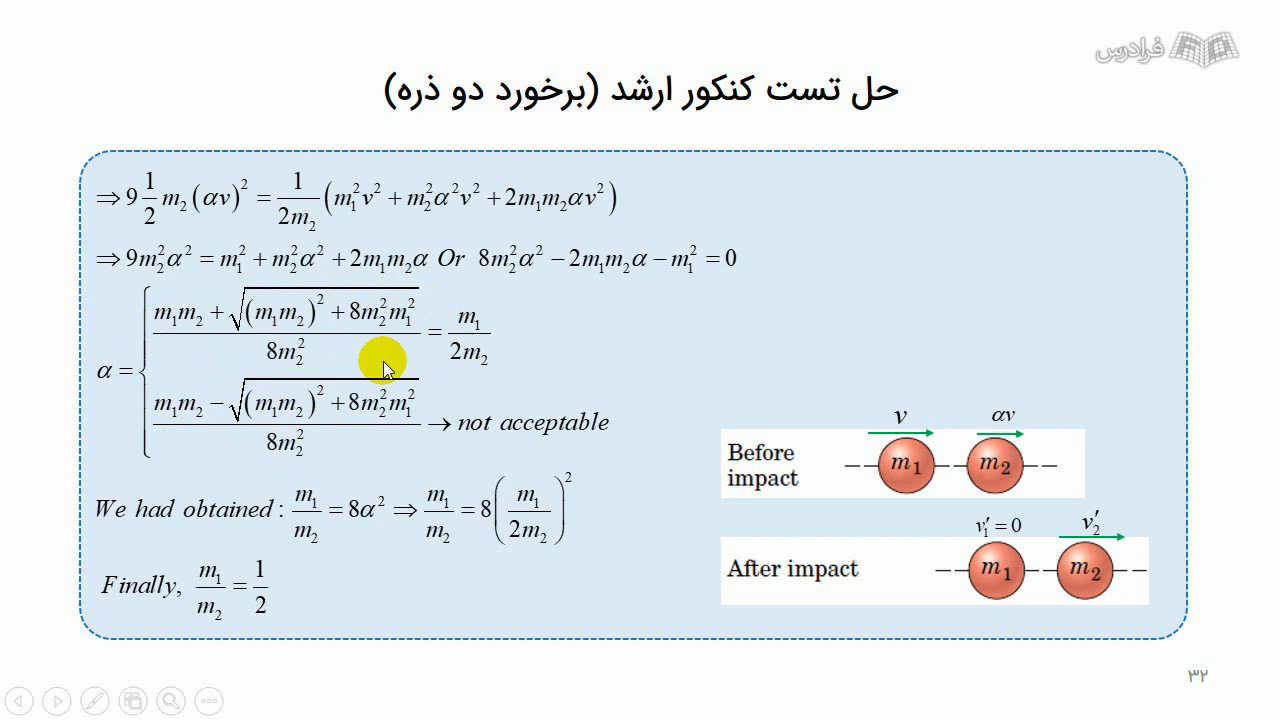 فرادرس
حل تست کنکور ارشد (برخورد دو ذره)
⇒ 9 1/2 m₂(αv)² = 1/(2m₂) (m₁²v² + m₂²α²v² + 2m₁m₂αv²)
⇒ 9m₂²α² = m₁² + m₂²α² + 2m₁m₂α Or 8m₂²α² − 2m₁m₂α − m₁² = 0
α = { (m₁m₂ + √((m₁m₂)² + 8m₂²m₁²)) / (8m₂²) = m₁/(2m₂)
(m₁m₂ − √((m₁m₂)² + 8m₂²m₁²)) / (8m₂²) → not acceptable
We had obtained : m₁/m₂ = 8α² ⇒ m₁/m₂ = 8(m₁/(2m₂))²
Finally, m₁/m₂ = 1/2
v αv
Before
impact
m₁ m₂
v₁′ = 0 v₂′
After impact
m₁ m₂
۳۲